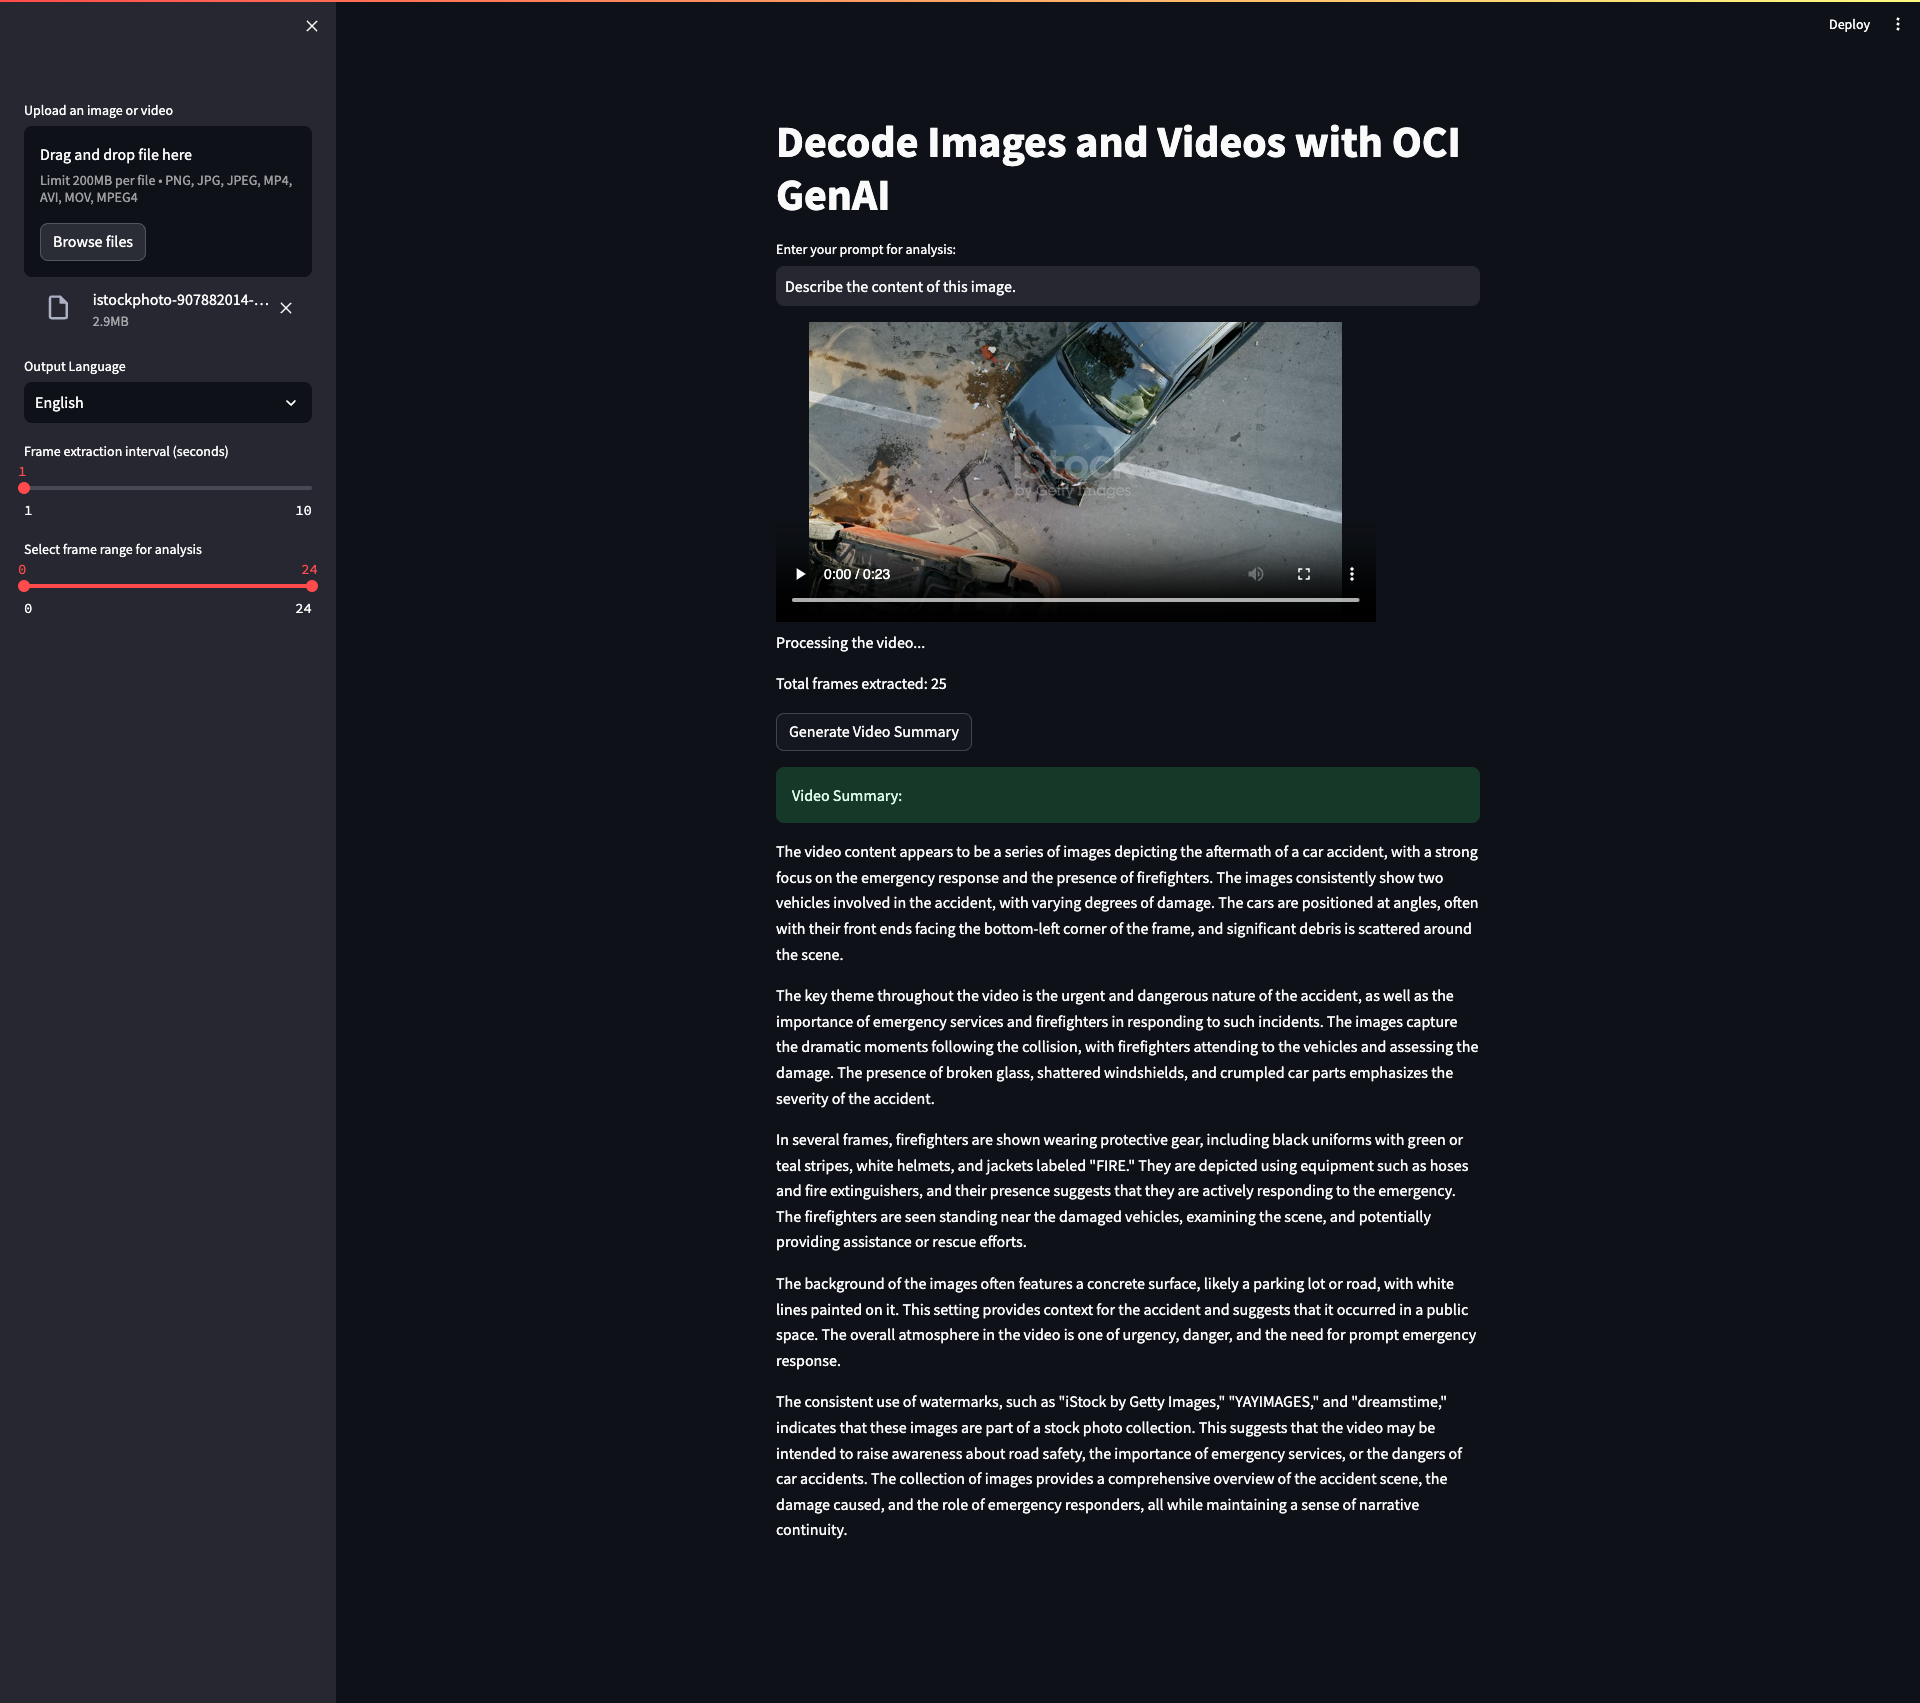 Deploy
Upload an image or video
Drag and drop file here
Limit 200MB per file • PNG, JPG, JPEG, MP4,
AVI, MOV, MPEG4
Browse files
istockphoto-907882014-...
2.9MB
Output Language
English
Frame extraction interval (seconds)
1
1 10
Select frame range for analysis
0 24
0 24
Decode Images and Videos with OCI
GenAI
Enter your prompt for analysis:
Describe the content of this image.
iStock
by Getty Images
0:00 / 0:23
Processing the video...
Total frames extracted: 25
Generate Video Summary
Video Summary:
The video content appears to be a series of images depicting the aftermath of a car accident, with a strong
focus on the emergency response and the presence of firefighters. The images consistently show two
vehicles involved in the accident, with varying degrees of damage. The cars are positioned at angles, often
with their front ends facing the bottom-left corner of the frame, and significant debris is scattered around
the scene.
The key theme throughout the video is the urgent and dangerous nature of the accident, as well as the
importance of emergency services and firefighters in responding to such incidents. The images capture
the dramatic moments following the collision, with firefighters attending to the vehicles and assessing the
damage. The presence of broken glass, shattered windshields, and crumpled car parts emphasizes the
severity of the accident.
In several frames, firefighters are shown wearing protective gear, including black uniforms with green or
teal stripes, white helmets, and jackets labeled "FIRE." They are depicted using equipment such as hoses
and fire extinguishers, and their presence suggests that they are actively responding to the emergency.
The firefighters are seen standing near the damaged vehicles, examining the scene, and potentially
providing assistance or rescue efforts.
The background of the images often features a concrete surface, likely a parking lot or road, with white
lines painted on it. This setting provides context for the accident and suggests that it occurred in a public
space. The overall atmosphere in the video is one of urgency, danger, and the need for prompt emergency
response.
The consistent use of watermarks, such as "iStock by Getty Images," "YAYIMAGES," and "dreamstime,"
indicates that these images are part of a stock photo collection. This suggests that the video may be
intended to raise awareness about road safety, the importance of emergency services, or the dangers of
car accidents. The collection of images provides a comprehensive overview of the accident scene, the
damage caused, and the role of emergency responders, all while maintaining a sense of narrative
continuity.